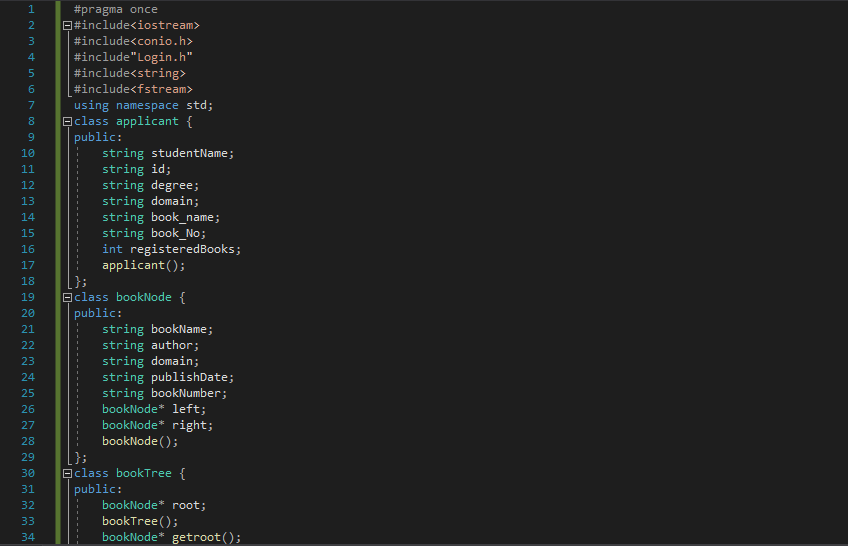 1 #pragma once
2 #include<iostream>
3 #include<conio.h>
4 #include"Login.h"
5 #include<string>
6 #include<fstream>
7 using namespace std;
8 class applicant {
9 public:
10 string studentName;
11 string id;
12 string degree;
13 string domain;
14 string book_name;
15 string book_No;
16 int registeredBooks;
17 applicant();
18 };
19 class bookNode {
20 public:
21 string bookName;
22 string author;
23 string domain;
24 string publishDate;
25 string bookNumber;
26 bookNode* left;
27 bookNode* right;
28 bookNode();
29 };
30 class bookTree {
31 public:
32 bookNode* root;
33 bookTree();
34 bookNode* getroot();